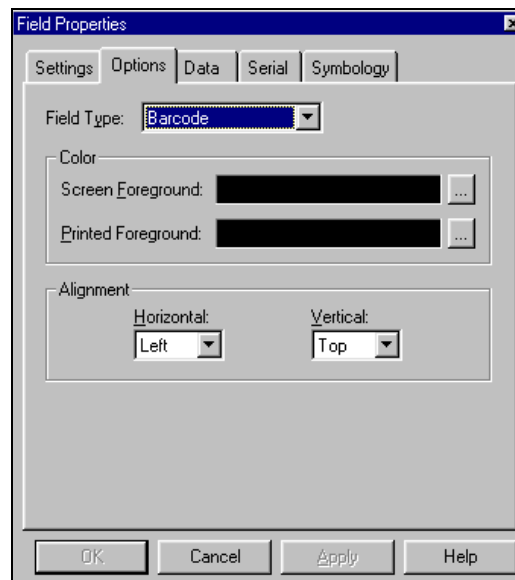 Field Properties
Settings Options Data Serial Symbology
Field Type: Barcode
Color
Screen Foreground: ...
Printed Foreground: ...
Alignment
Horizontal: Vertical:
Left Top
OK Cancel Apply Help